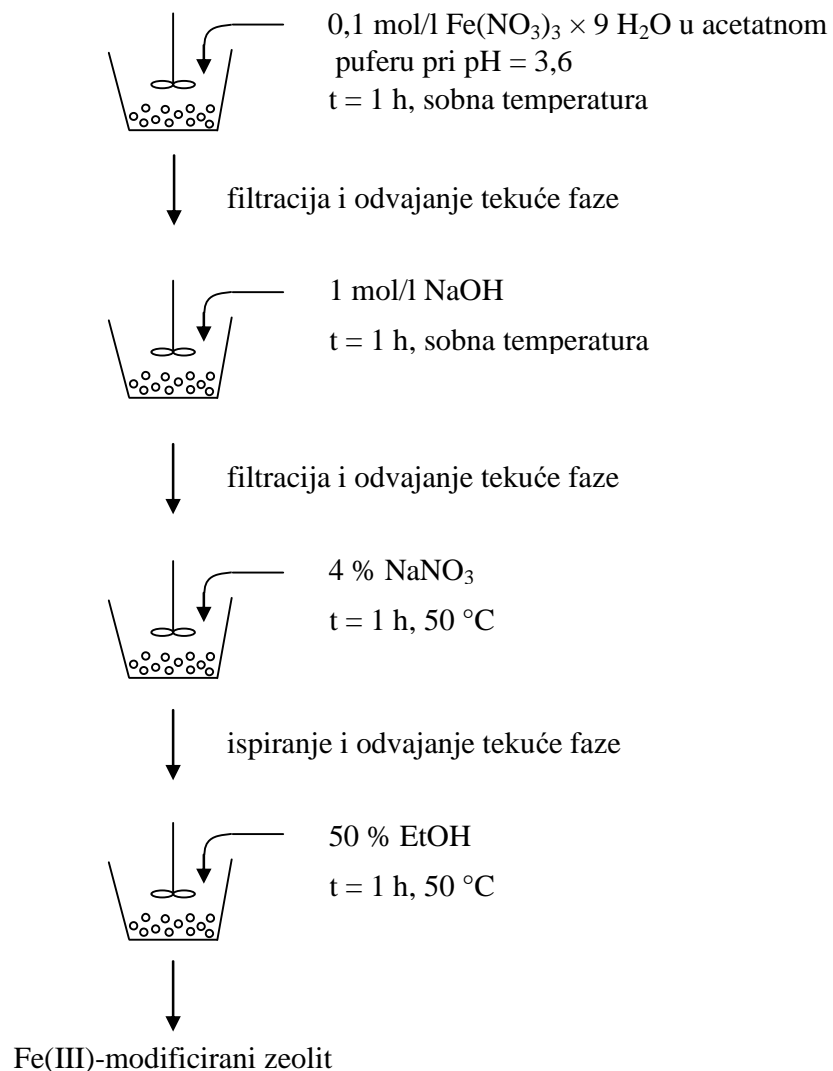 0,1 mol/l Fe(NO₃)₃ × 9 H₂O u acetatnom
puferu pri pH = 3,6
t = 1 h, sobna temperatura
filtracija i odvajanje tekuće faze
1 mol/l NaOH
t = 1 h, sobna temperatura
filtracija i odvajanje tekuće faze
4 % NaNO₃
t = 1 h, 50 °C
ispiranje i odvajanje tekuće faze
50 % EtOH
t = 1 h, 50 °C
Fe(III)-modificirani zeolit